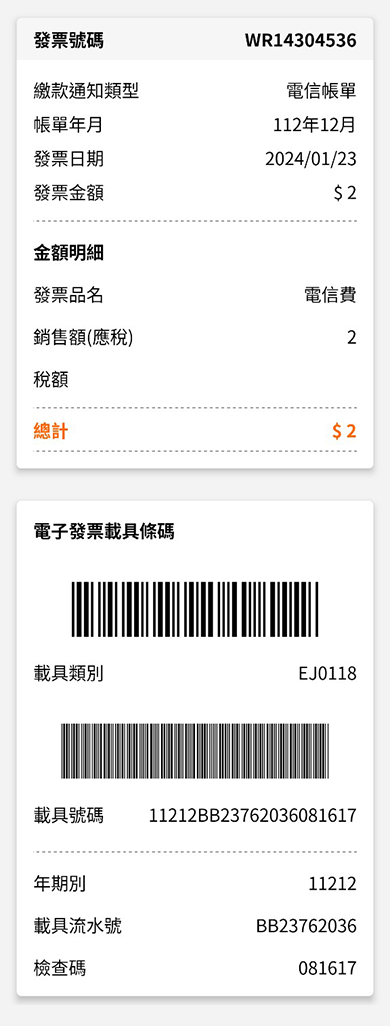 發票號碼 WR14304536
繳款通知類型 電信帳單
帳單年月 112年12月
發票日期 2024/01/23
發票金額 $ 2
金額明細
發票品名 電信費
銷售額(應稅) 2
稅額
總計 $ 2
電子發票載具條碼
載具類別 EJ0118
載具號碼 11212BB23762036081617
年期別 11212
載具流水號 BB23762036
檢查碼 081617